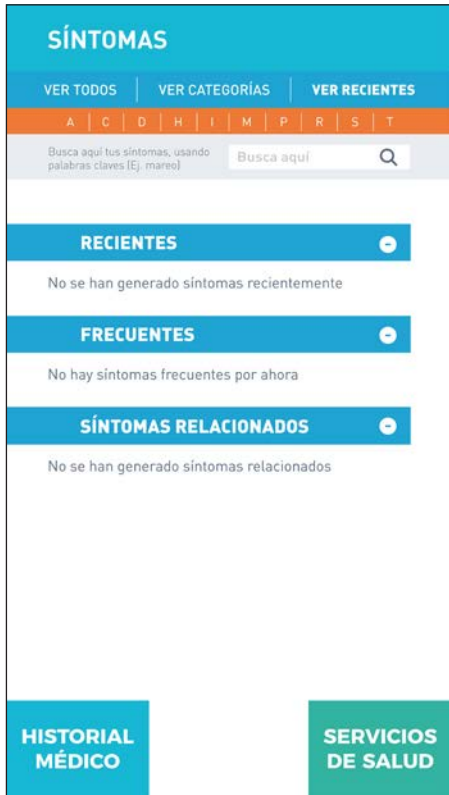 SÍNTOMAS
VER TODOS | VER CATEGORÍAS | VER RECIENTES
A | C | D | H | I | M | P | R | S | T
Busca aquí tus síntomas, usando
palabras claves (Ej. mareo)
Busca aquí
RECIENTES
No se han generado síntomas recientemente
FRECUENTES
No hay síntomas frecuentes por ahora
SÍNTOMAS RELACIONADOS
No se han generado síntomas relacionados
HISTORIAL
MÉDICO
SERVICIOS
DE SALUD